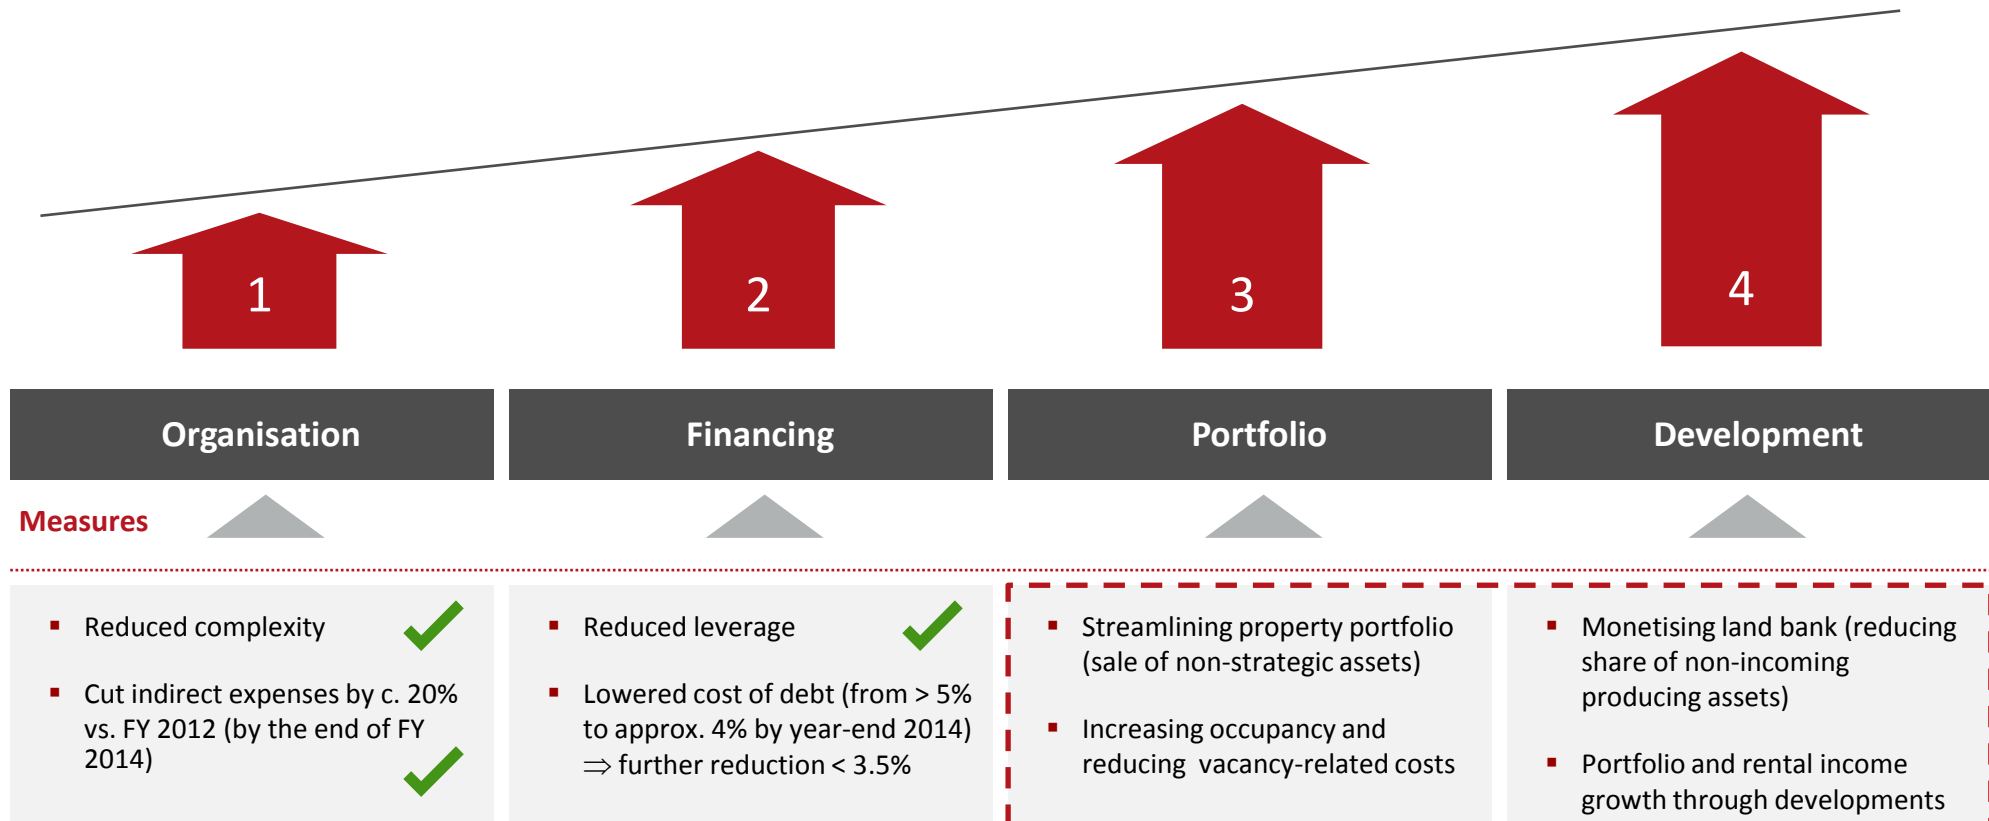 1
2
3
4
Organisation
Financing
Portfolio
Development
Measures
▪ Reduced complexity
▪ Cut indirect expenses by c. 20%
vs. FY 2012 (by the end of FY
2014)
▪ Reduced leverage
▪ Lowered cost of debt (from > 5%
to approx. 4% by year-end 2014)
⇒ further reduction < 3.5%
▪ Streamlining property portfolio
(sale of non-strategic assets)
▪ Increasing occupancy and
reducing vacancy-related costs
▪ Monetising land bank (reducing
share of non-incoming
producing assets)
▪ Portfolio and rental income
growth through developments